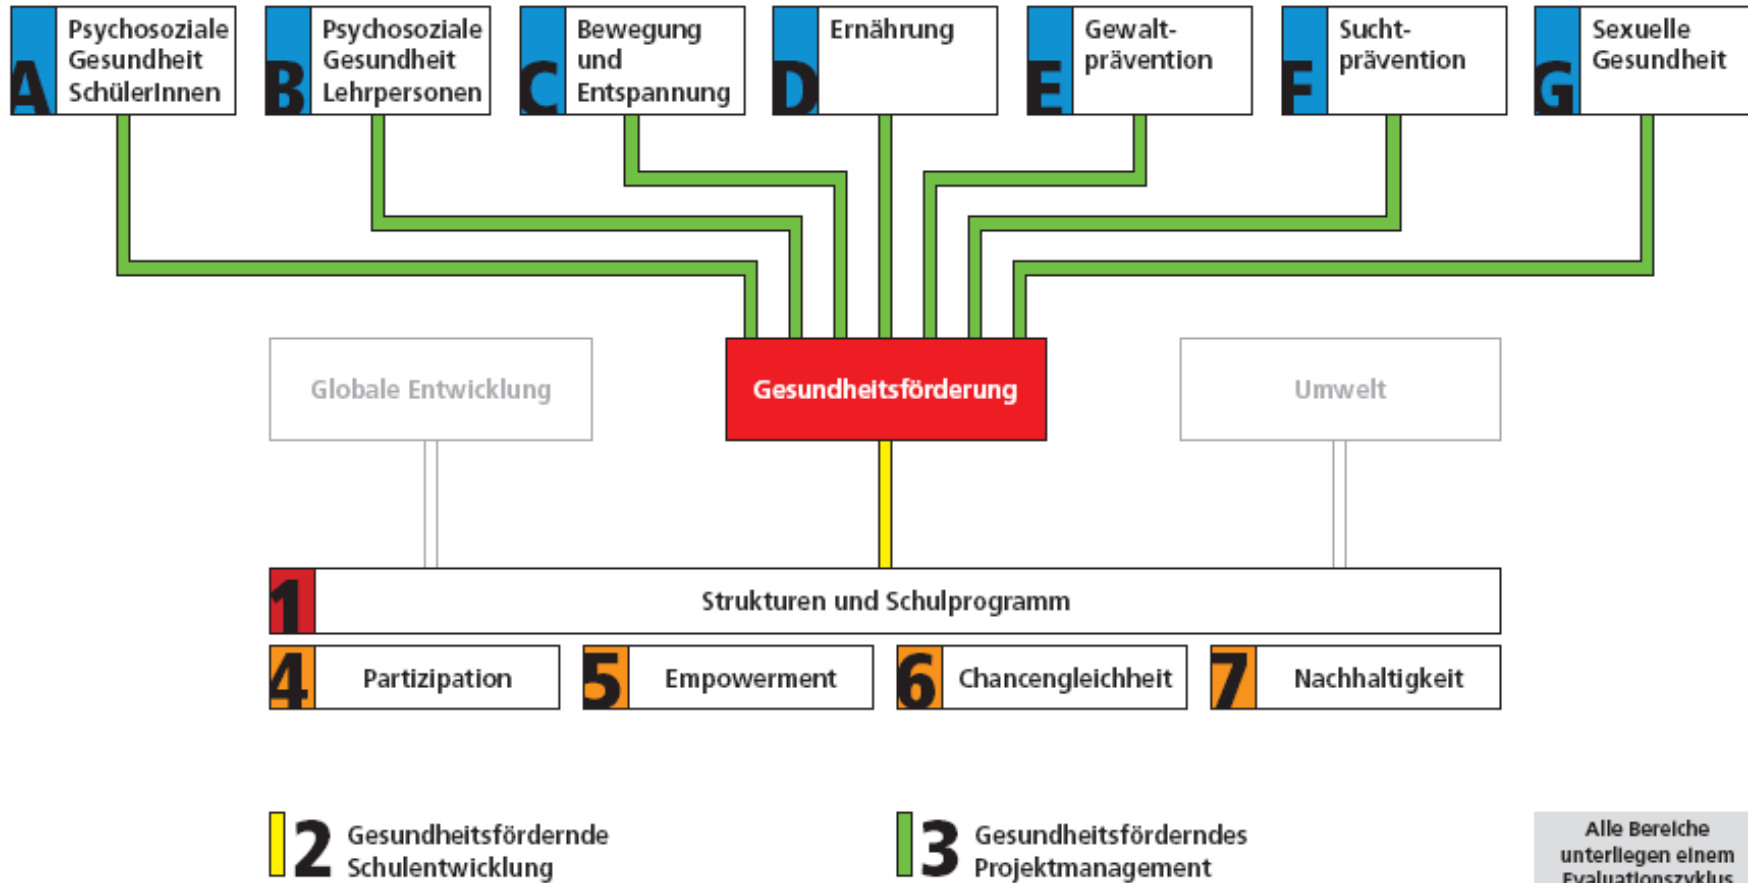 A Psychosoziale
Gesundheit
SchülerInnen
B Psychosoziale
Gesundheit
Lehrpersonen
C Bewegung
und
Entspannung
D Ernährung
E Gewalt-
prävention
F Sucht-
prävention
G Sexuelle
Gesundheit
Globale Entwicklung
Gesundheitsförderung
Umwelt
1 Strukturen und Schulprogramm
4 Partizipation
5 Empowerment
6 Chancengleichheit
7 Nachhaltigkeit
2 Gesundheitsfördernde
Schulentwicklung
3 Gesundheitsförderndes
Projektmanagement
Alle Bereiche
unterliegen einem
Evaluationszyklus